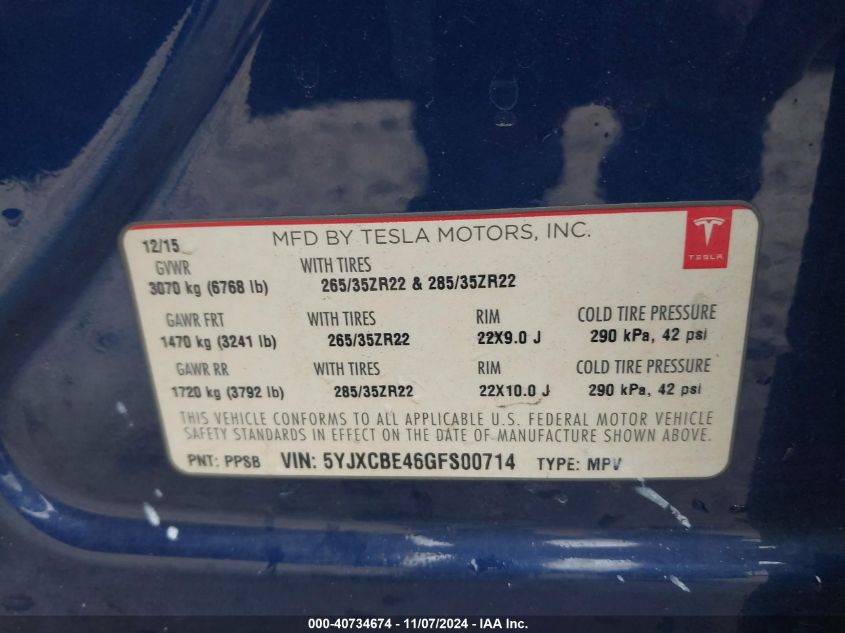 12/15 MFD BY TESLA MOTORS, INC.
TESLA
GVWR WITH TIRES
3070 kg (6768 lb) 265/35ZR22 & 285/35ZR22
GAWR FRT WITH TIRES RIM COLD TIRE PRESSURE
1470 kg (3241 lb) 265/35ZR22 22X9.0 J 290 kPa, 42 psi
GAWR RR WITH TIRES RIM COLD TIRE PRESSURE
1720 kg (3792 lb) 285/35ZR22 22X10.0 J 290 kPa, 42 psi
THIS VEHICLE CONFORMS TO ALL APPLICABLE U.S. FEDERAL MOTOR VEHICLE
SAFETY STANDARDS IN EFFECT ON THE DATE OF MANUFACTURE SHOWN ABOVE.
PNT: PPSB VIN: 5YJXCBE46GFS00714 TYPE: MPV
000-40734674 - 11/07/2024 - IAA Inc.